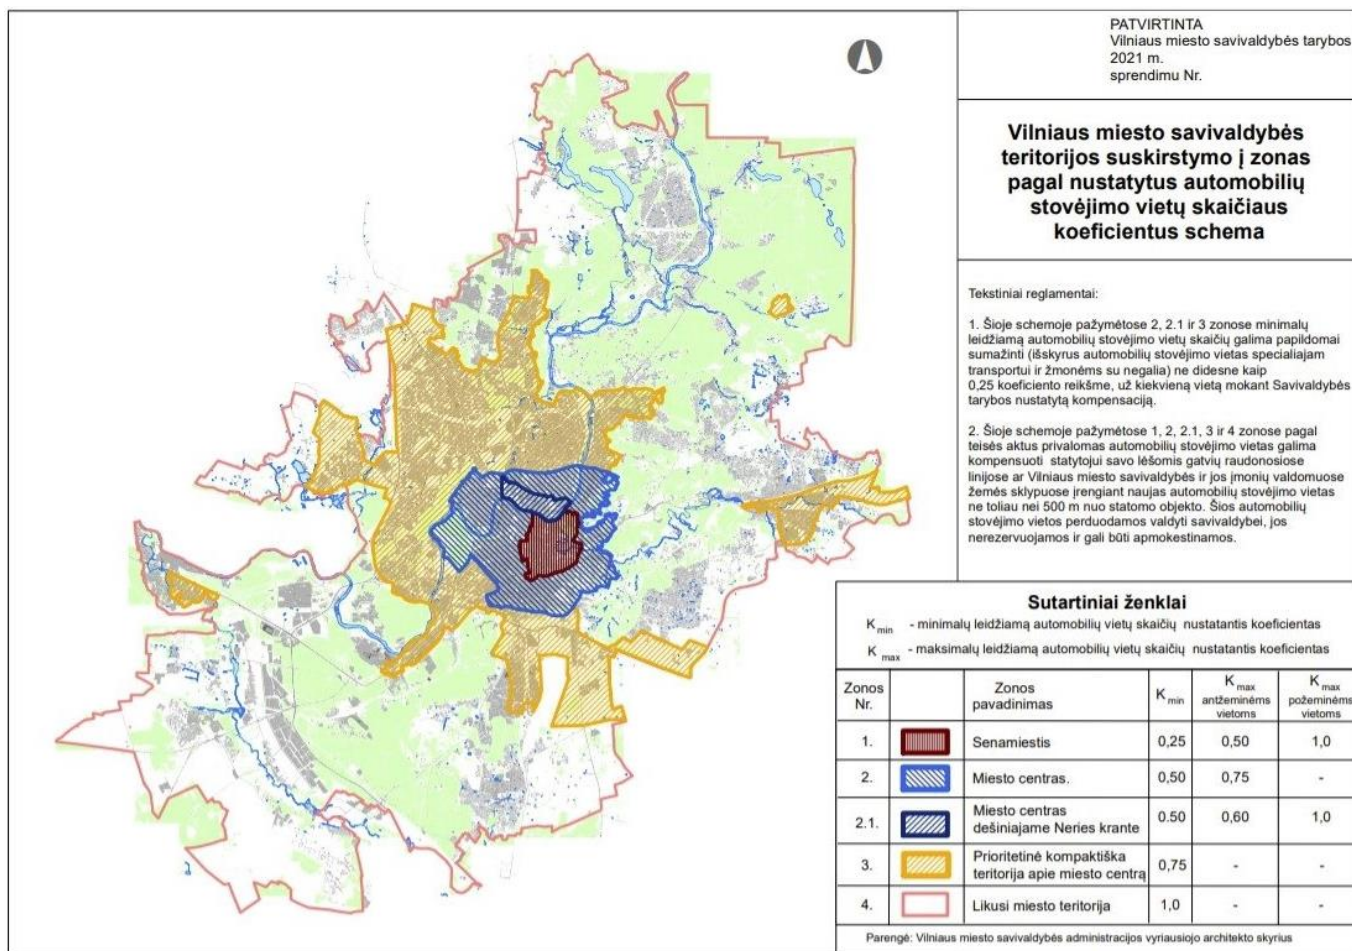 PATVIRTINTA
Vilniaus miesto savivaldybės tarybos
2021 m.
sprendimu Nr.
Vilniaus miesto savivaldybės
teritorijos suskirstymo į zonas
pagal nustatytus automobilių
stovėjimo vietų skaičiaus
koeficientus schema
Tekstiniai reglamentai:
1. Šioje schemoje pažymėtose 2, 2.1 ir 3 zonose minimalų
leidžiamą automobilių stovėjimo vietų skaičių galima papildomai
sumažinti (išskyrus automobilių stovėjimo vietas specialiajam
transportui ir žmonėms su negalia) ne didesne kaip
0,25 koeficiento reikšme, už kiekvieną vietą mokant Savivaldybės
tarybos nustatytą kompensaciją.
2. Šioje schemoje pažymėtose 1, 2, 2.1, 3 ir 4 zonose pagal
teisės aktus privalomas automobilių stovėjimo vietas galima
kompensuoti statytojui savo lėšomis gatvių raudonosiose
linijose ar Vilniaus miesto savivaldybės ir jos įmonių valdomuose
žemės sklypuose įrengiant naujas automobilių stovėjimo vietas
ne toliau nei 500 m nuo statomo objekto. Šios automobilių
stovėjimo vietos perduodamos valdyti savivaldybei, jos
nerezervuojamos ir gali būti apmokestinamos.
Sutartiniai ženklai
K min - minimalų leidžiamą automobilių vietų skaičių nustatantis koeficientas
K max - maksimalų leidžiamą automobilių vietų skaičių nustatantis koeficientas
Zonos Nr. Zonos pavadinimas K min K max antžeminėms vietoms K max požeminėms vietoms
1. Senamiestis 0,25 0,50 1,0
2. Miesto centras. 0,50 0,75 -
2.1. Miesto centras dešiniajame Neries krante 0.50 0,60 1,0
3. Prioritetinė kompaktiška teritorija apie miesto centrą 0,75 - -
4. Likusi miesto teritorija 1,0 - -
Parengė: Vilniaus miesto savivaldybės administracijos vyriausiojo architekto skyrius